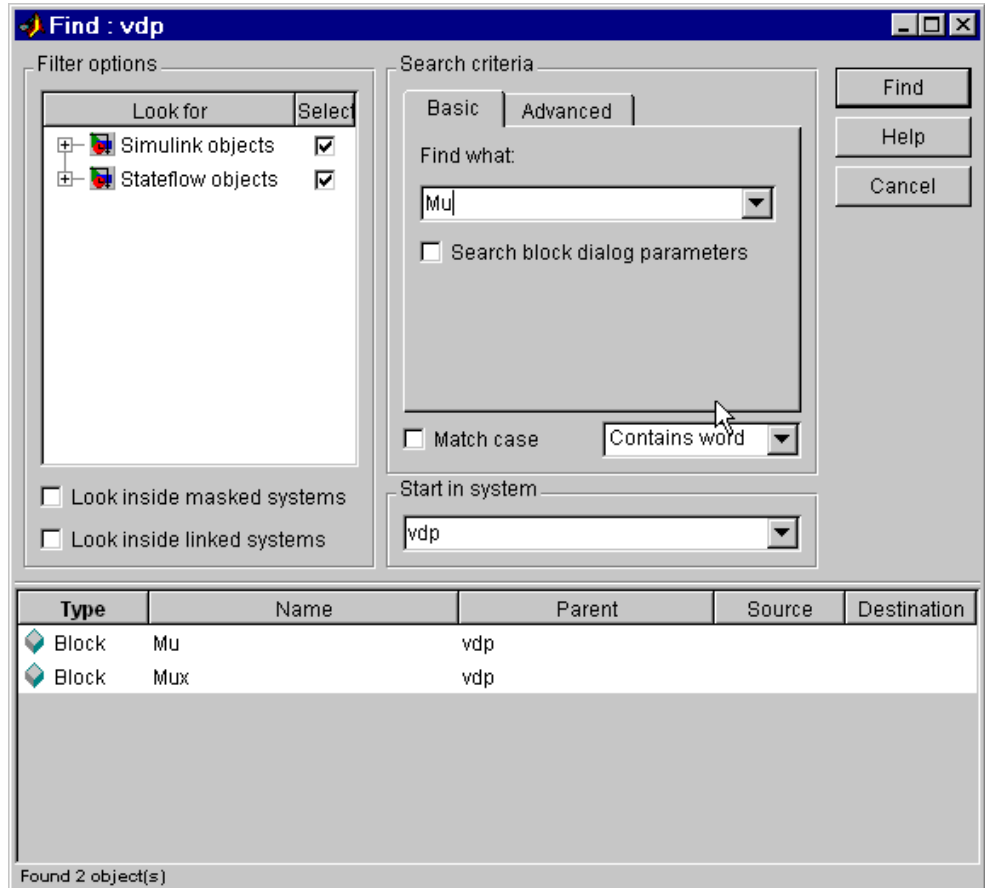 Find : vdp
Filter options
Look for Select
Simulink objects
Stateflow objects
Look inside masked systems
Look inside linked systems
Search criteria
Basic Advanced
Find what:
Mu
Search block dialog parameters
Match case Contains word
Start in system
vdp
Find
Help
Cancel
Type Name Parent Source Destination
Block Mu vdp
Block Mux vdp
Found 2 object(s)